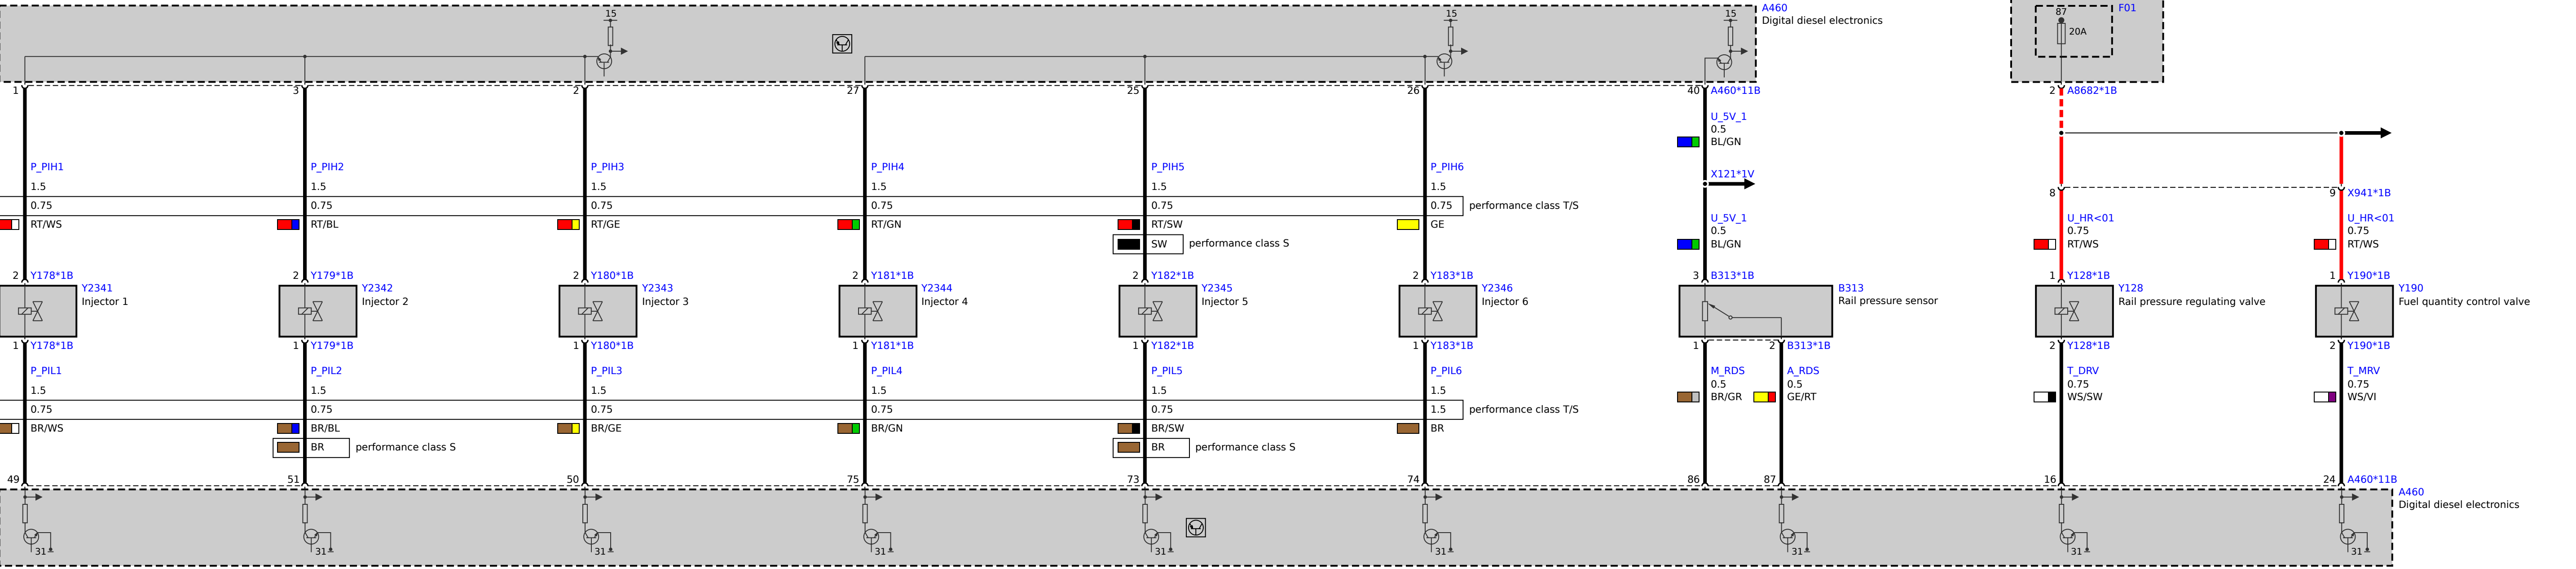 15
15
15
A460
Digital diesel electronics
87
20A
F01
1
3
2
27
25
26
40 A460*11B
2 A8682*1B
U_5V_1
0.5
BL/GN
P_PIH1
P_PIH2
P_PIH3
P_PIH4
P_PIH5
P_PIH6
X121*1V
1.5
1.5
1.5
1.5
1.5
1.5
8
9 X941*1B
0.75
0.75
0.75
0.75
0.75
0.75
performance class T/S
RT/WS
RT/BL
RT/GE
RT/GN
RT/SW
GE
SW
performance class S
U_5V_1
0.5
BL/GN
U_HR<01
0.75
RT/WS
U_HR<01
0.75
RT/WS
2 Y178*1B
2 Y179*1B
2 Y180*1B
2 Y181*1B
2 Y182*1B
2 Y183*1B
3 B313*1B
1 Y128*1B
1 Y190*1B
Y2341
Injector 1
Y2342
Injector 2
Y2343
Injector 3
Y2344
Injector 4
Y2345
Injector 5
Y2346
Injector 6
B313
Rail pressure sensor
Y128
Rail pressure regulating valve
Y190
Fuel quantity control valve
1 Y178*1B
1 Y179*1B
1 Y180*1B
1 Y181*1B
1 Y182*1B
1 Y183*1B
1
2 B313*1B
2 Y128*1B
2 Y190*1B
P_PIL1
P_PIL2
P_PIL3
P_PIL4
P_PIL5
P_PIL6
M_RDS
0.5
BR/GR
A_RDS
0.5
GE/RT
T_DRV
0.75
WS/SW
T_MRV
0.75
WS/VI
1.5
1.5
1.5
1.5
1.5
1.5
0.75
0.75
0.75
0.75
0.75
1.5
performance class T/S
BR/WS
BR/BL
BR/GE
BR/GN
BR/SW
BR
BR
performance class S
BR
performance class S
49
51
50
75
73
74
86
87
16
24 A460*11B
A460
Digital diesel electronics
31
31
31
31
31
31
31
31
31